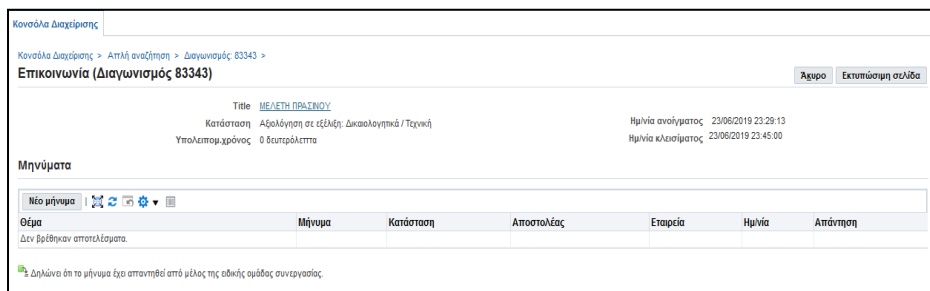 Κονσόλα Διαχείρισης
Κονσόλα Διαχείρισης > Απλή αναζήτηση > Διαγωνισμός: 83343 >
Επικοινωνία (Διαγωνισμός 83343)
Άκυρο Εκτυπώσιμη σελίδα
Title ΜΕΛΕΤΗ ΠΡΑΣΙΝΟΥ
Κατάσταση Αξιολόγηση σε εξέλιξη: Δικαιολογητικά / Τεχνική
Υπολειπομ.χρόνος 0 δευτερόλεπτα
Ημ/νία ανοίγματος 23/06/2019 23:29:13
Ημ/νία κλεισίματος 23/06/2019 23:45:00
Μηνύματα
Νέο μήνυμα
Θέμα Μήνυμα Κατάσταση Αποστολέας Εταιρεία Ημ/νία Απάντηση
Δεν βρέθηκαν αποτελέσματα.
Δηλώνει ότι το μήνυμα έχει απαντηθεί από μέλος της ειδικής ομάδας συνεργασίας.